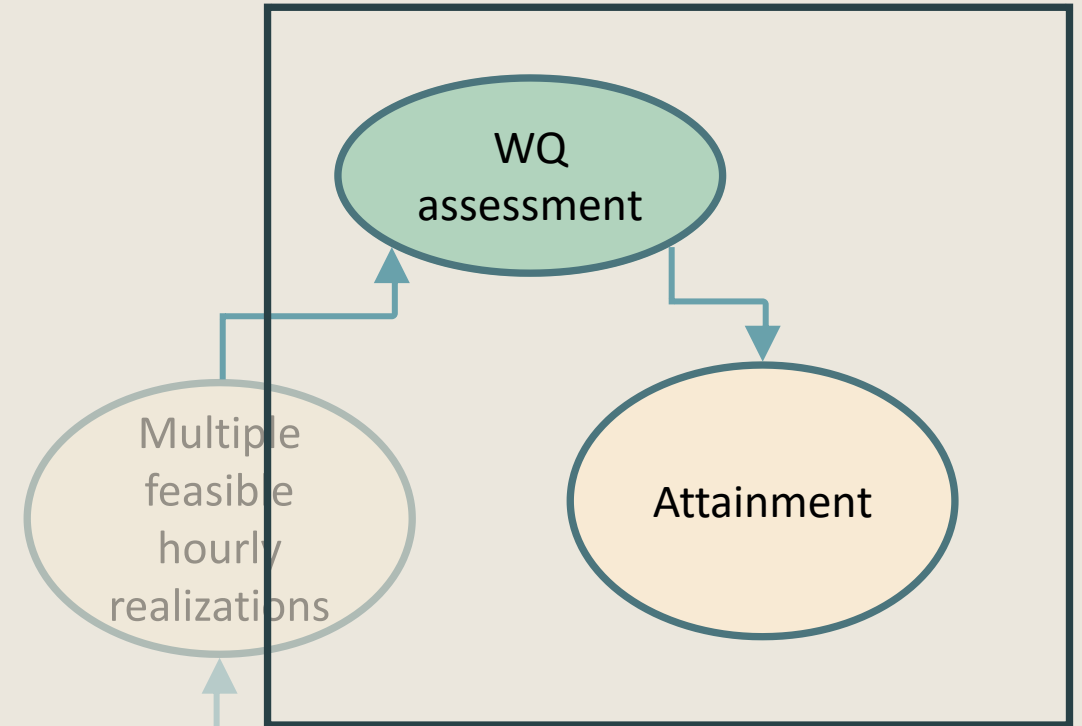 WQ
assessment
Multiple
feasible
hourly
realizations
Attainment